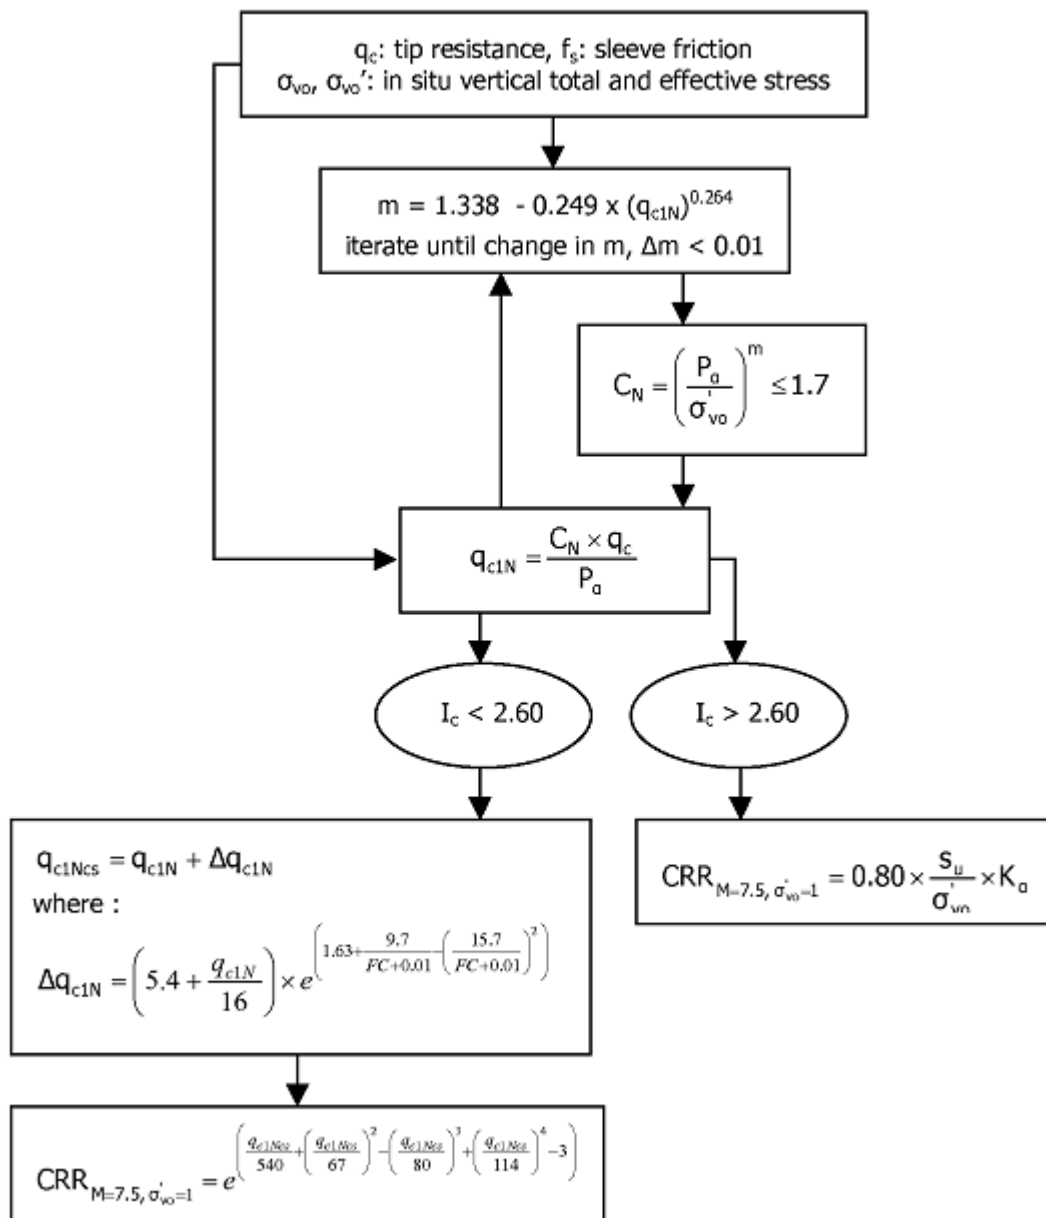 q_c: tip resistance, f_s: sleeve friction
σ_vo, σ_vo': in situ vertical total and effective stress
m = 1.338 - 0.249 x (q_c1N)^0.264
iterate until change in m, Δm < 0.01
C_N = (P_a / σ'_vo)^m ≤ 1.7
q_c1N = (C_N × q_c) / P_a
I_c < 2.60
I_c > 2.60
q_c1Ncs = q_c1N + Δq_c1N
where :
Δq_c1N = (5.4 + q_c1N / 16) × e^(1.63 + 9.7 / (FC+0.01) - (15.7 / (FC+0.01))^2)
CRR_M=7.5, σ'_vo=1 = 0.80 × s_u / σ'_vo × K_α
CRR_M=7.5, σ'_vo=1 = e^(q_c1Ncs / 540 + (q_c1Ncs / 67)^2 - (q_c1Ncs / 80)^3 + (q_c1Ncs / 114)^4 - 3)